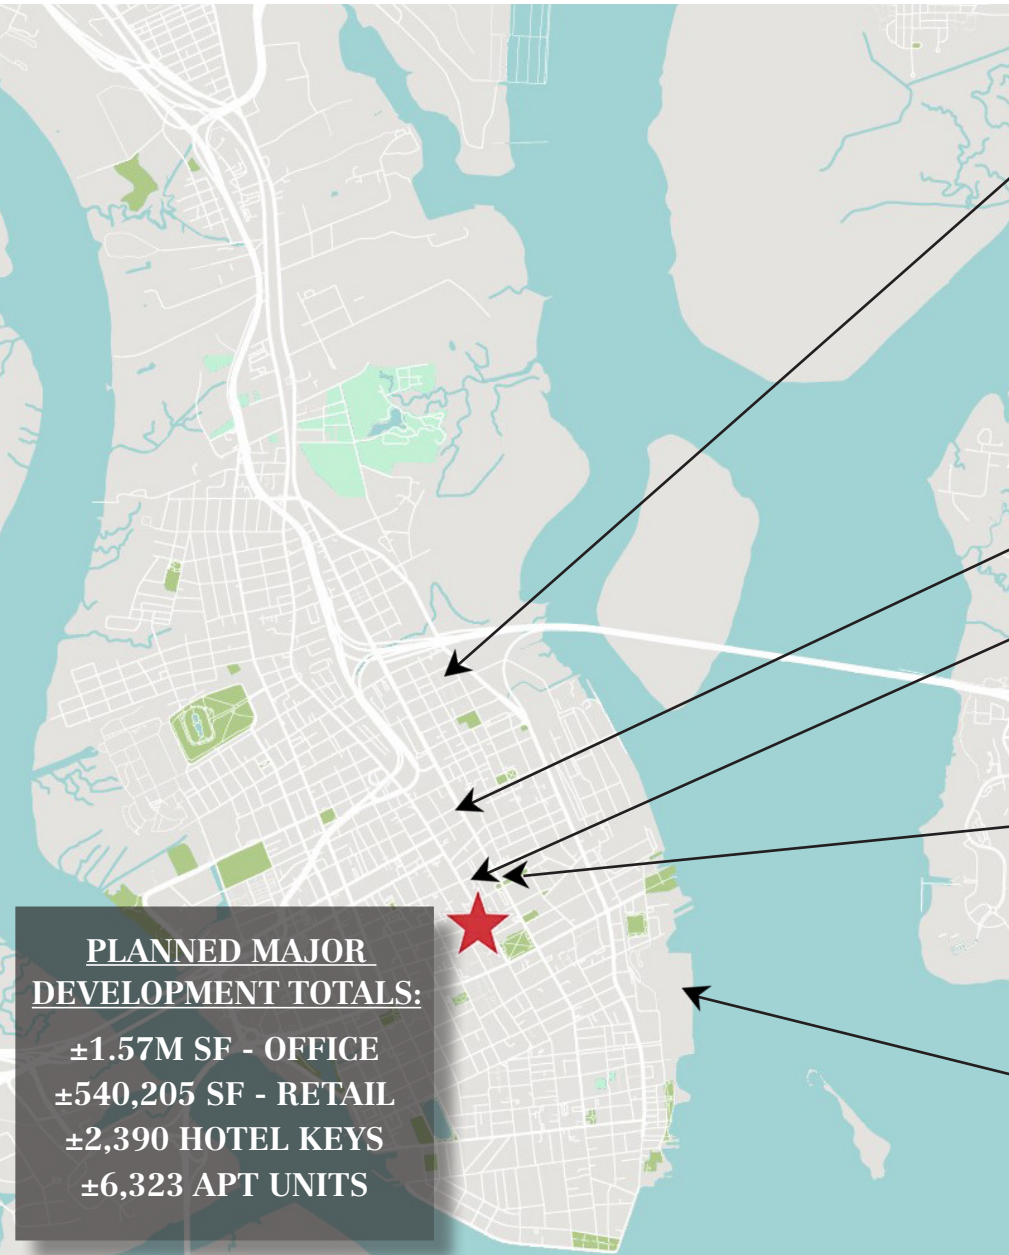 PLANNED MAJOR
DEVELOPMENT TOTALS:
±1.57M SF - OFFICE
±540,205 SF - RETAIL
±2,390 HOTEL KEYS
±6,323 APT UNITS